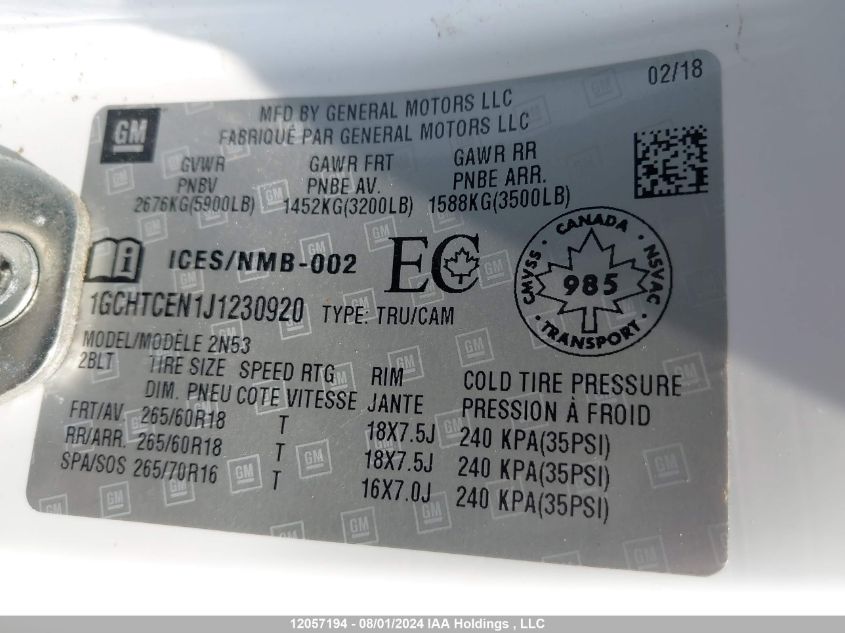 02/18
GM
MFD BY GENERAL MOTORS LLC
FABRIQUÉ PAR GENERAL MOTORS LLC
GVWR GAWR FRT GAWR RR
PNBV PNBE AV. PNBE ARR.
2676KG(5900LB) 1452KG(3200LB) 1588KG(3500LB)
i ICES/NMB-002 EC
CANADA
CMVSS 985 NSVAC
TRANSPORT
1GCHTCEN1J1230920 TYPE: TRU/CAM
MODEL/MODÈLE 2N53
2BLT TIRE SIZE SPEED RTG RIM COLD TIRE PRESSURE
DIM. PNEU COTE VITESSE JANTE PRESSION À FROID
FRT/AV. 265/60R18 T 18X7.5J 240 KPA(35PSI)
RR/ARR. 265/60R18 T 18X7.5J 240 KPA(35PSI)
SPA/SOS 265/70R16 T 16X7.0J 240 KPA(35PSI)
12057194 - 08/01/2024 IAA Holdings , LLC